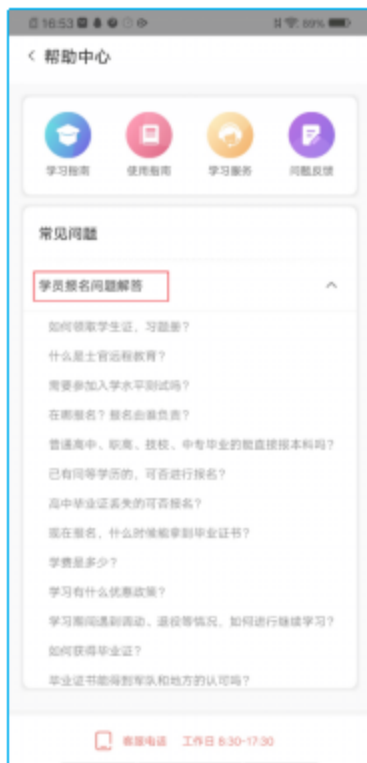 16:53
89%
帮助中心
学习指南 使用指南 学习服务 问题反馈
常见问题
学员报名问题解答
如何领取学生证、习题册？
什么是士官远程教育？
需要参加入学水平测试吗？
在哪报名？报名由谁负责？
普通高中、职高、技校、中专毕业的能直接报本科吗？
已有同等学历的，可否进行报名？
高中毕业证丢失的可否报名？
现在报名，什么时候能拿到毕业证书？
学费是多少？
学习有什么优惠政策？
学习期间遇到调动、退役等情况，如何进行继续学习？
如何获得毕业证？
毕业证书能得到军队和地方的认可吗？
客服电话 工作日 8:30-17:30